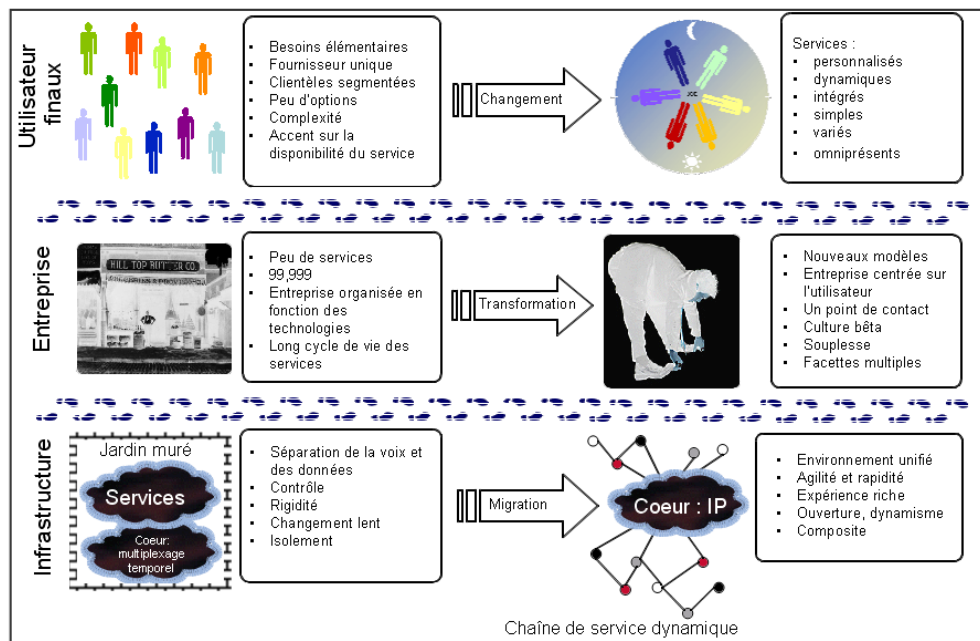 Utilisateur
finaux
Besoins élémentaires
Fournisseur unique
Clientèles segmentées
Peu d'options
Complexité
Accent sur la
disponibilité du service
Changement
Services :
personnalisés
dynamiques
intégrés
simples
variés
omniprésents
Entreprise
HILL TOP BUTTER CO.
Peu de services
99,999
Entreprise organisée en
fonction des
technologies
Long cycle de vie des
services
Transformation
Nouveaux modèles
Entreprise centrée sur
l'utilisateur
Un point de contact
Culture bêta
Souplesse
Facettes multiples
Infrastructure
Jardin muré
Services
Coeur:
multiplexage
temporel
Séparation de la voix et
des données
Contrôle
Rigidité
Changement lent
Isolement
Migration
Coeur : IP
Chaîne de service dynamique
Environnement unifié
Agilité et rapidité
Expérience riche
Ouverture, dynamisme
Composite